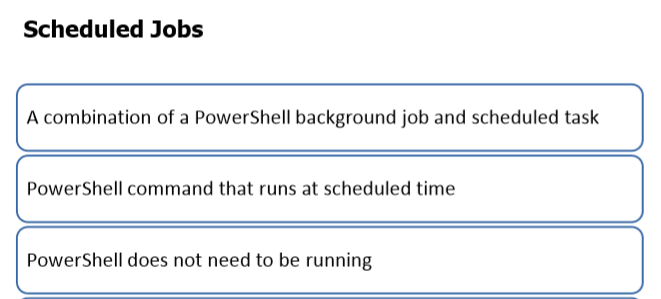 Scheduled Jobs
A combination of a PowerShell background job and scheduled task
PowerShell command that runs at scheduled time
PowerShell does not need to be running